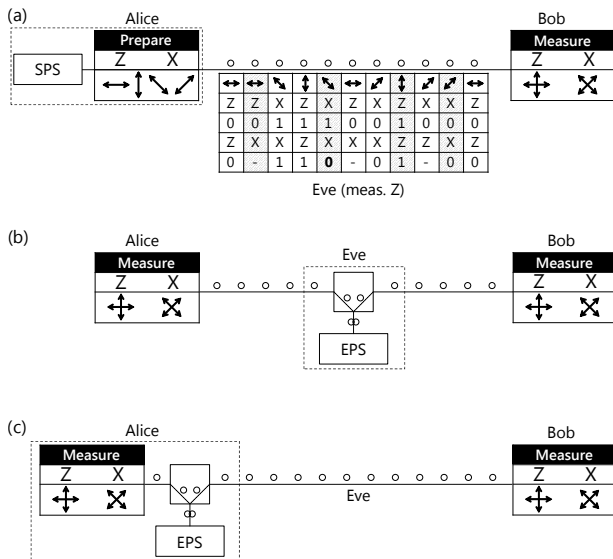 (a)
Alice
Bob
Prepare
Measure
Z X
Z X
SPS
Z Z X Z X Z X Z X X Z
0 0 1 1 1 0 0 1 0 0 0
Z X X Z X X X Z Z X Z
0 - 1 1 0 - 0 1 - 0 0
Eve (meas. Z)
(b)
Alice
Eve
Bob
Measure
Measure
Z X
Z X
EPS
(c)
Alice
Bob
Measure
Measure
Z X
Z X
Eve
EPS